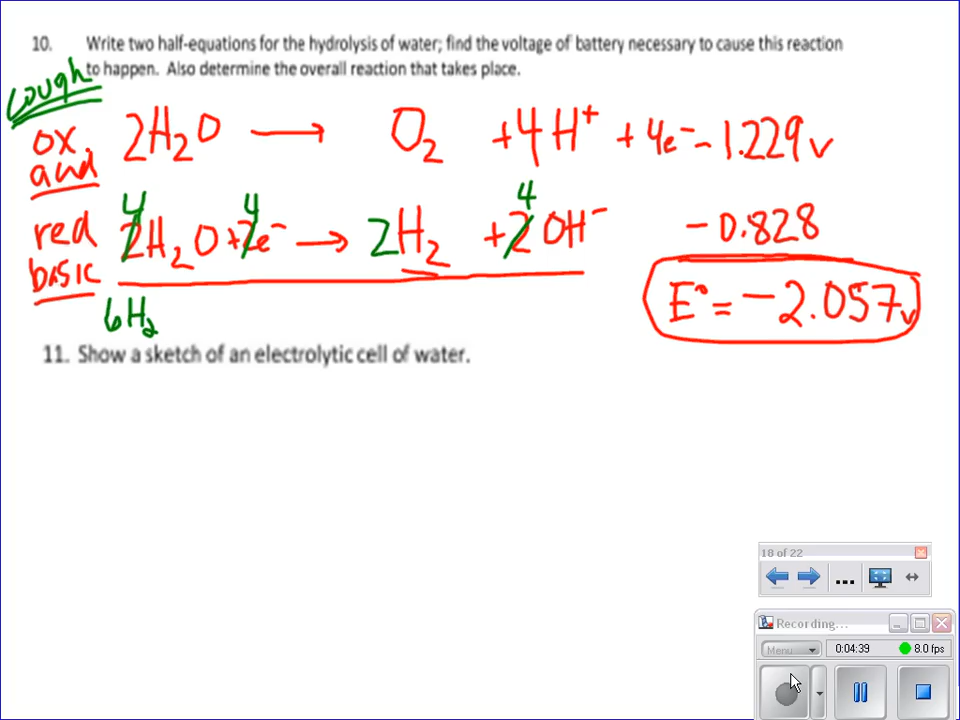 10. Write two half-equations for the hydrolysis of water; find the voltage of battery necessary to cause this reaction
to happen. Also determine the overall reaction that takes place.
cough
ox. 2H₂O → O₂ + 4H⁺ + 4e⁻ - 1.229v
and
red 4 2H₂O + 4 2e⁻ → 2H₂ + 4 2OH⁻ - 0.828
basic
E° = -2.057v
6H₂
11. Show a sketch of an electrolytic cell of water.
18 of 22
...
Recording...
Menu 0:04:39 8.0 fps